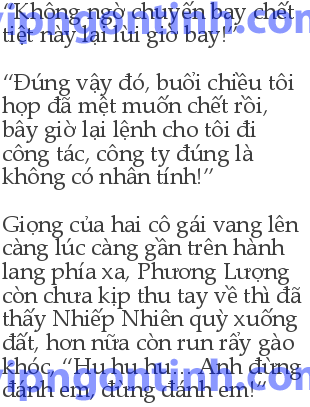 “Không ngờ chuyến bay chết
tiệt này lại lùi giờ bay!”
“Đúng vậy đó, buổi chiều tôi
họp đã mệt muốn chết rồi,
bây giờ lại lệnh cho tôi đi
công tác, công ty đúng là
không có nhân tính!”
Giọng của hai cô gái vang lên
càng lúc càng gần trên hành
lang phía xa, Phương Lượng
còn chưa kịp thu tay về thì đã
thấy Nhiếp Nhiên quỳ xuống
đất, hơn nữa còn run rẩy gào
khóc, “Hu hu hu... Anh đừng
đánh em, đừng đánh em!”
vipngontinh.com
vipngontinh.com